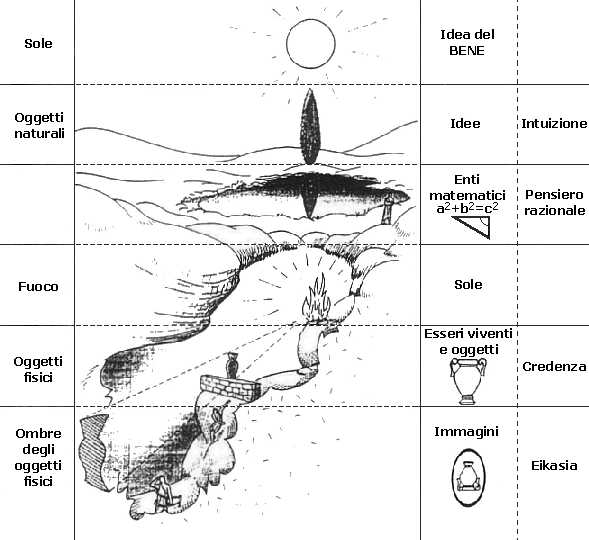 Sole
Idea del
BENE
Oggetti
naturali
Idee
Intuizione
Enti
matematici
a²+b²=c²
Pensiero
razionale
Fuoco
Sole
Oggetti
fisici
Esseri viventi
e oggetti
Credenza
Ombre
degli
oggetti
fisici
Immagini
Eikasia